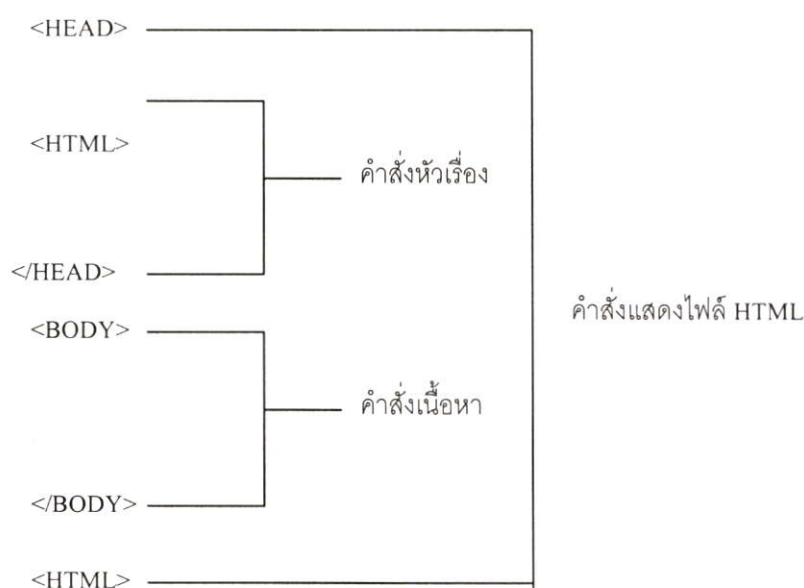 <HEAD>
<HTML>
คำสั่งหัวเรื่อง
</HEAD>
คำสั่งแสดงไฟล์ HTML
<BODY>
คำสั่งเนื้อหา
</BODY>
<HTML>